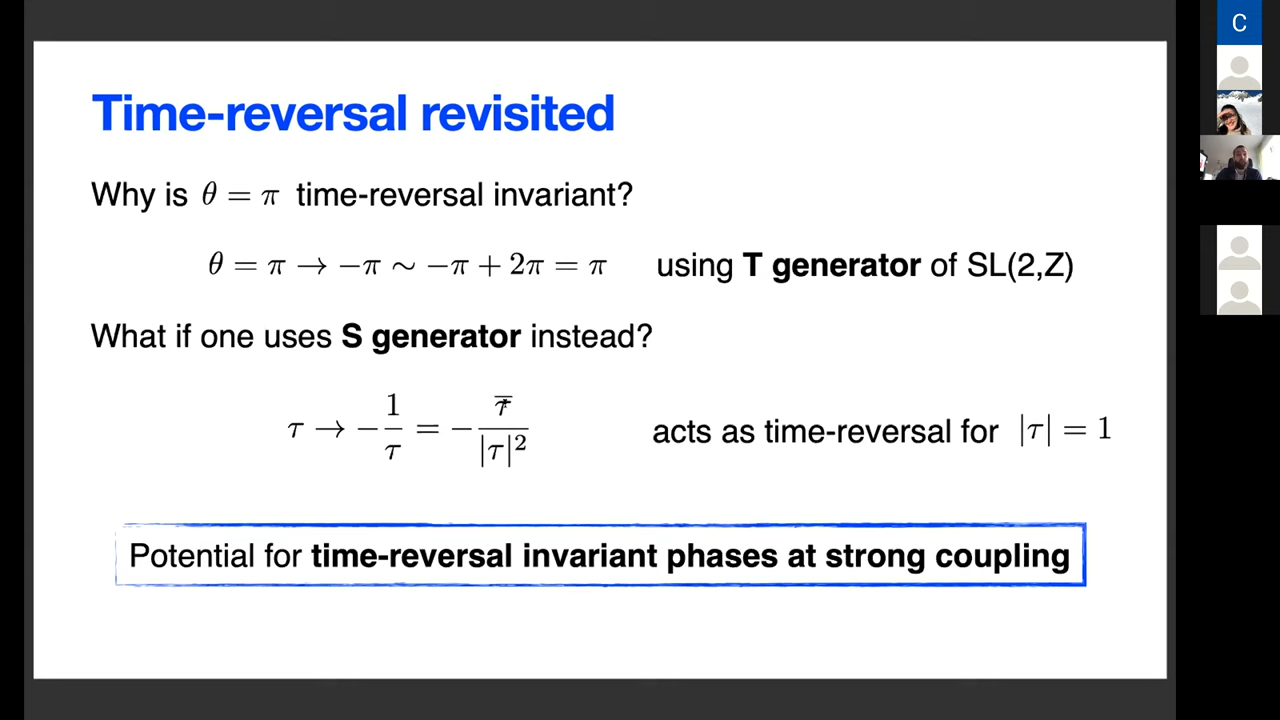 Time-reversal revisited
Why is θ = π time-reversal invariant?
θ = π → −π ∼ −π + 2π = π using T generator of SL(2,Z)
What if one uses S generator instead?
τ → − 1/τ = − τ̅/|τ|² acts as time-reversal for |τ| = 1
Potential for time-reversal invariant phases at strong coupling
C